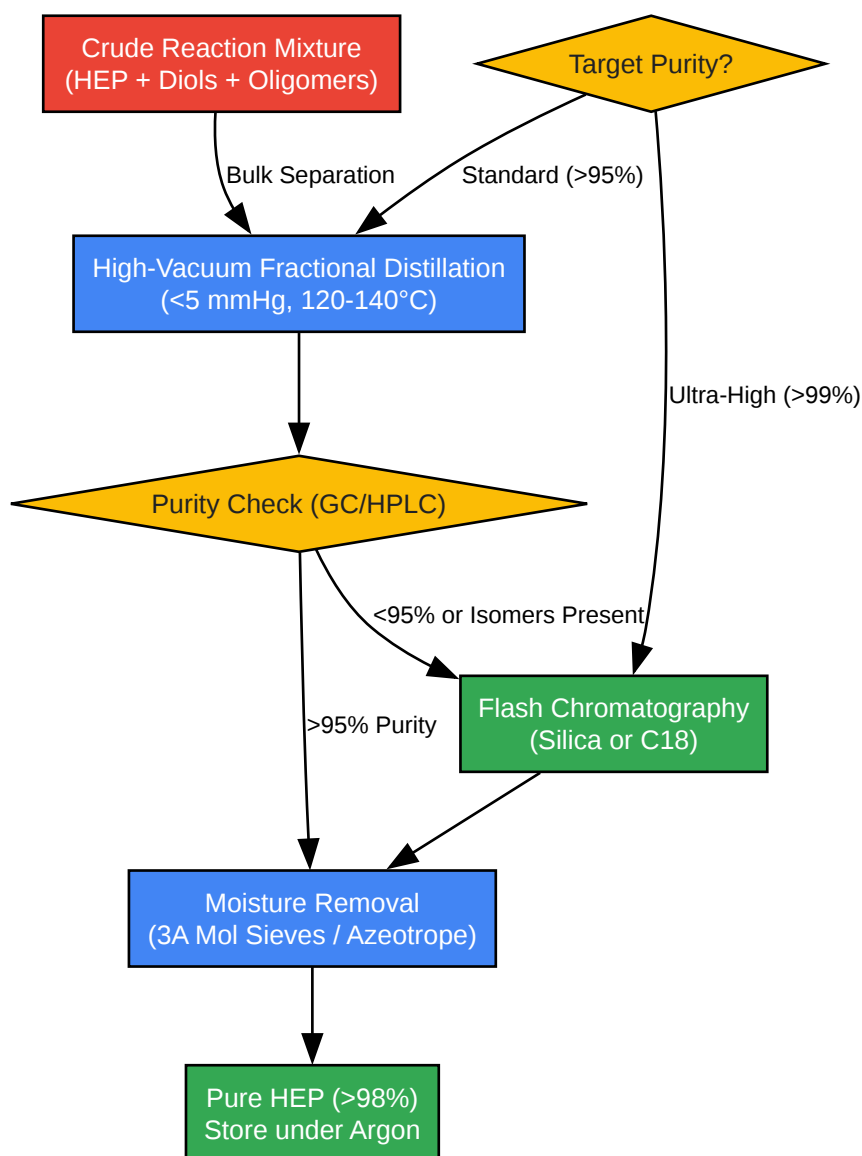 Crude Reaction Mixture
(HEP + Diols + Oligomers)
Target Purity?
Bulk Separation
Standard (>95%)
High-Vacuum Fractional Distillation
(<5 mmHg, 120-140°C)
Ultra-High (>99%)
Purity Check (GC/HPLC)
<95% or Isomers Present
>95% Purity
Flash Chromatography
(Silica or C18)
Moisture Removal
(3A Mol Sieves / Azeotrope)
Pure HEP (>98%)
Store under Argon